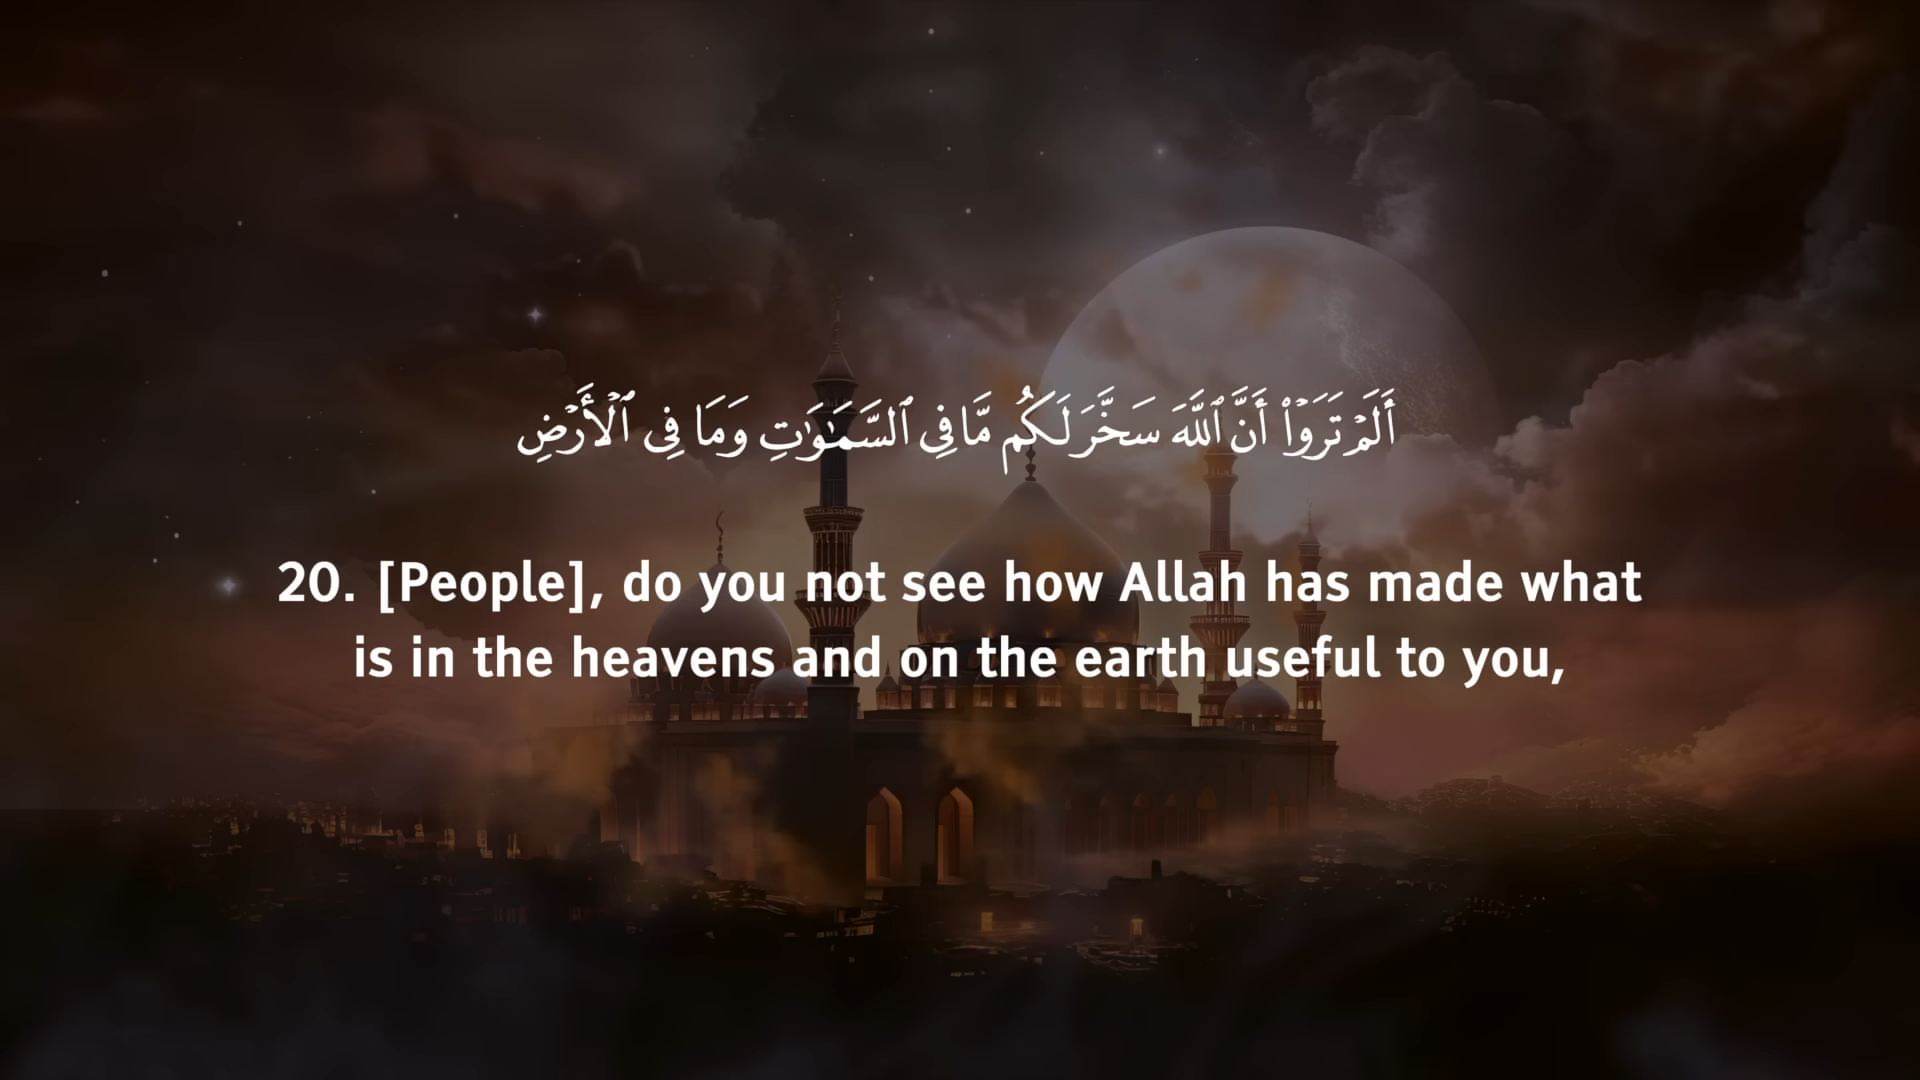 أَلَمْ تَرَوْا۟ أَنَّ ٱللَّهَ سَخَّرَ لَكُم مَّا فِى ٱلسَّمَـٰوَٰتِ وَمَا فِى ٱلْأَرْضِ
20. [People], do you not see how Allah has made what
is in the heavens and on the earth useful to you,